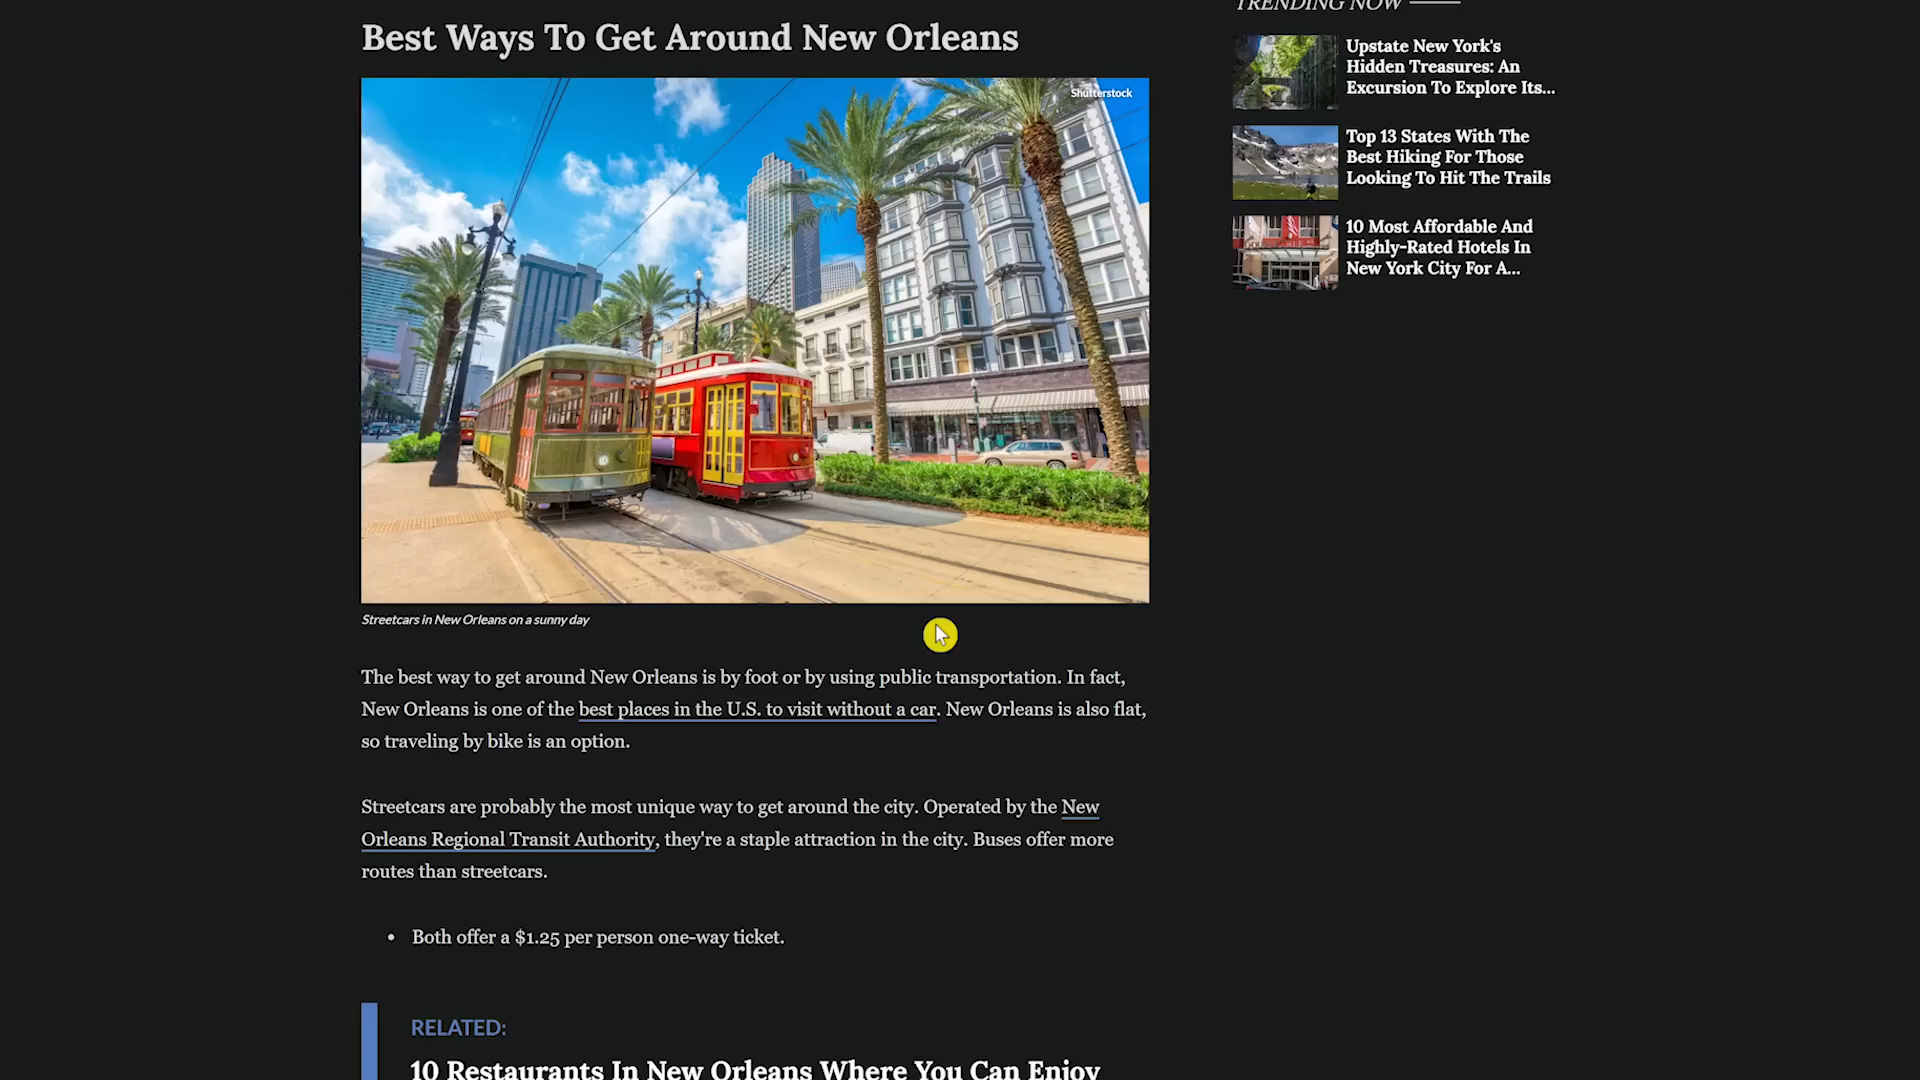 Best Ways To Get Around New Orleans
Shutterstock
Streetcars in New Orleans on a sunny day
The best way to get around New Orleans is by foot or by using public transportation. In fact,
New Orleans is one of the best places in the U.S. to visit without a car. New Orleans is also flat,
so traveling by bike is an option.
Streetcars are probably the most unique way to get around the city. Operated by the New
Orleans Regional Transit Authority, they're a staple attraction in the city. Buses offer more
routes than streetcars.
• Both offer a $1.25 per person one-way ticket.
RELATED:
10 Restaurants In New Orleans Where You Can Enjoy
TRENDING NOW
Upstate New York's
Hidden Treasures: An
Excursion To Explore Its...
Top 13 States With The
Best Hiking For Those
Looking To Hit The Trails
10 Most Affordable And
Highly-Rated Hotels In
New York City For A...